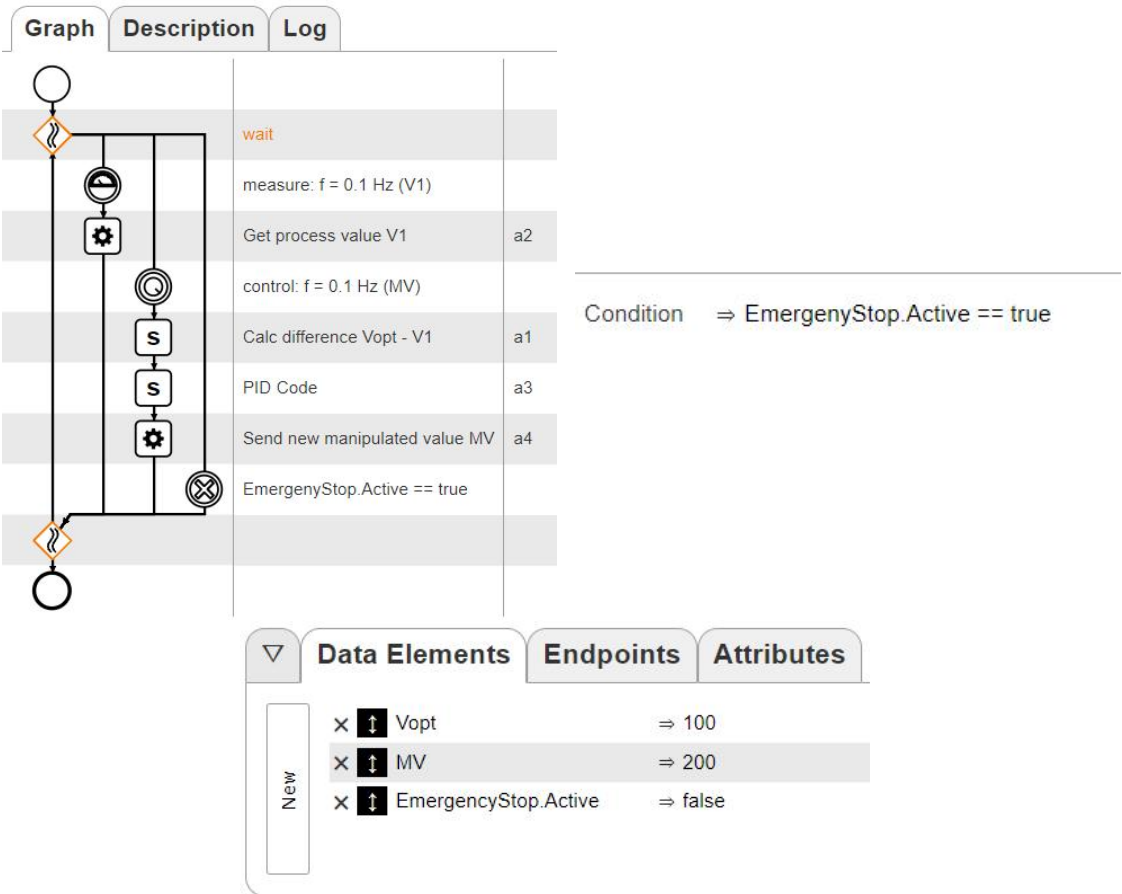 Graph Description Log
wait
measure: f = 0.1 Hz (V1)
Get process value V1 a2
control: f = 0.1 Hz (MV)
S Calc difference Vopt - V1 a1
S PID Code a3
Send new manipulated value MV a4
EmergenyStop.Active == true
Condition ⇒ EmergenyStop.Active == true
Data Elements Endpoints Attributes
New
Vopt ⇒ 100
MV ⇒ 200
EmergencyStop.Active ⇒ false